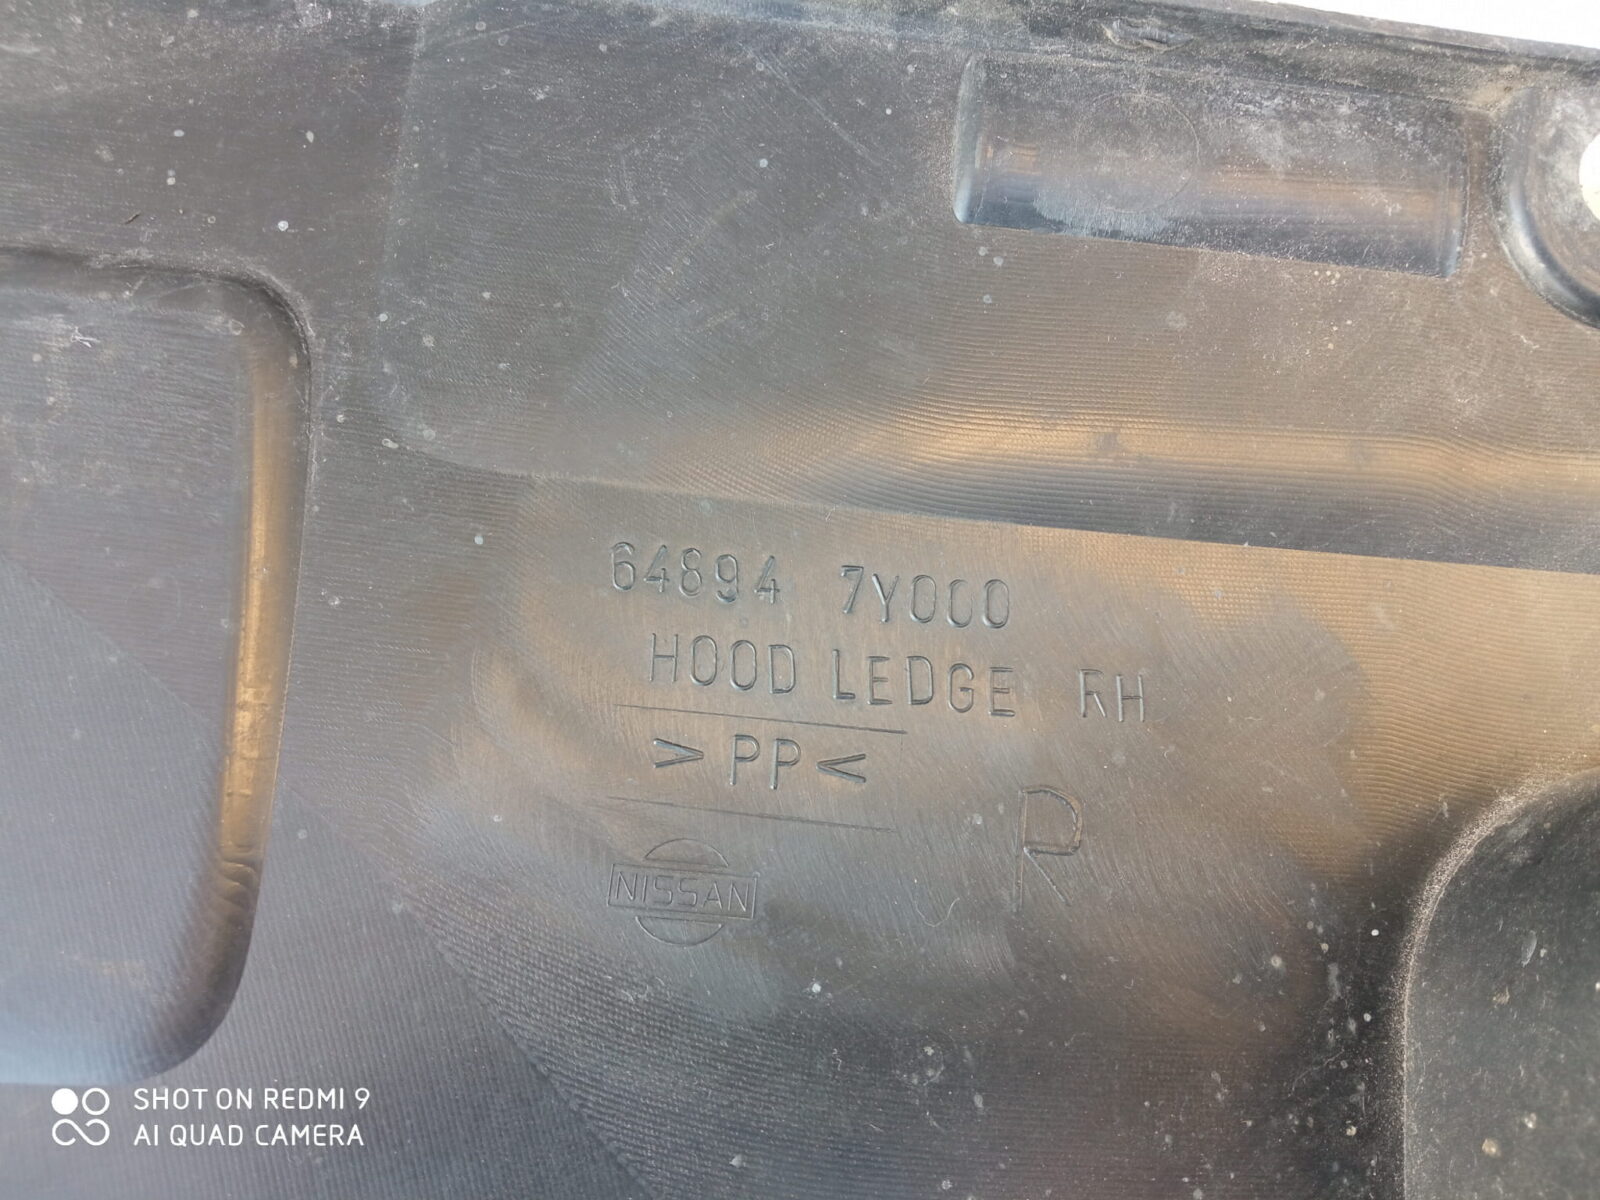 64894 7Y000
HOOD LEDGE RH
>PP<
R
NISSAN
SHOT ON REDMI 9
AI QUAD CAMERA